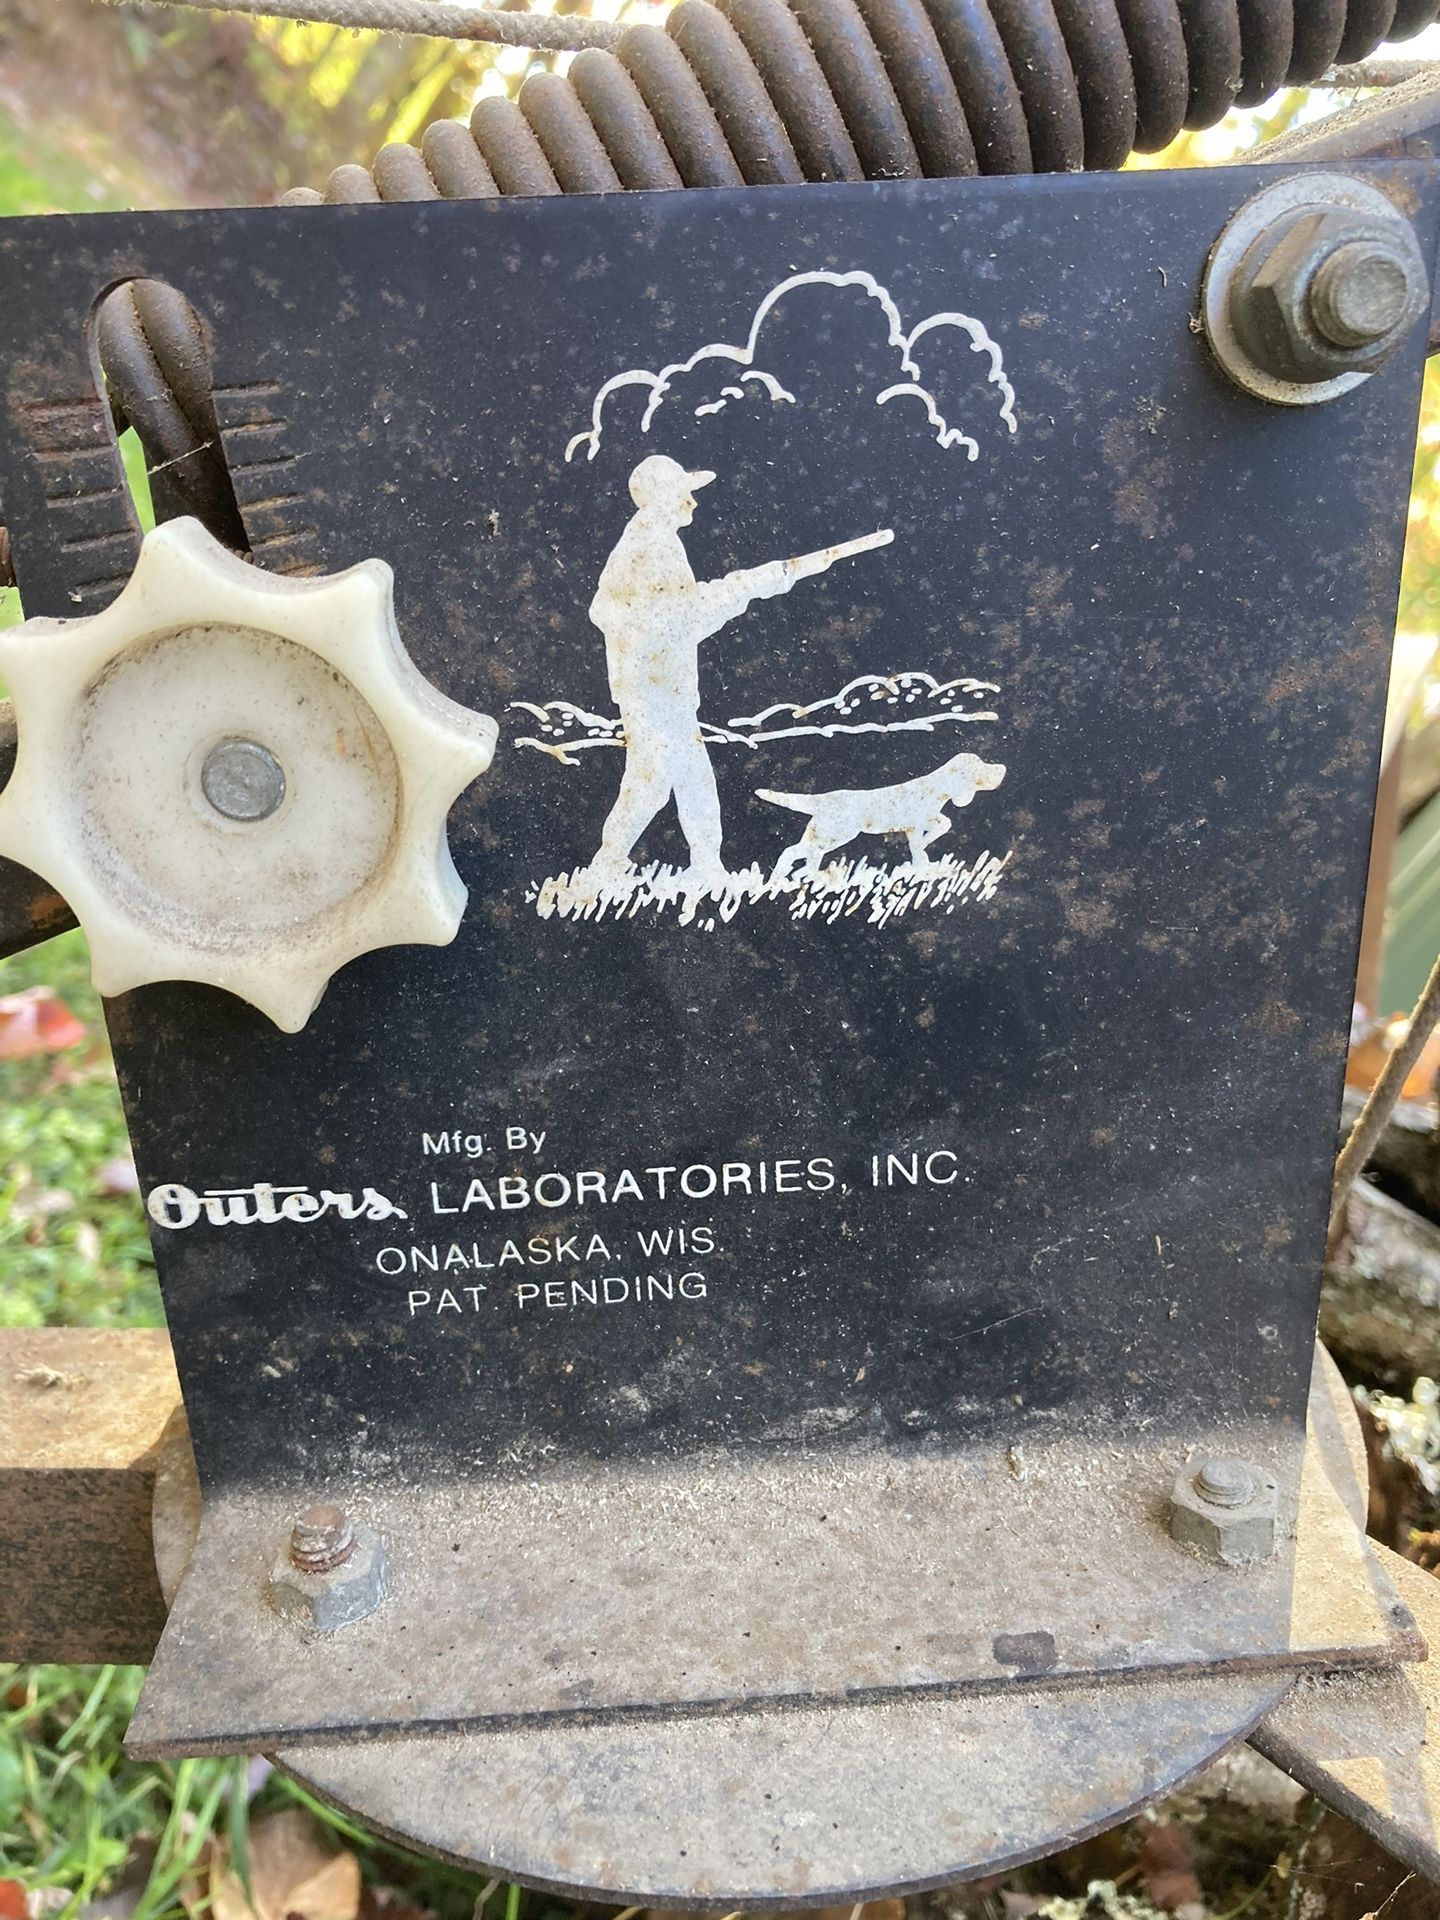 Mfg. By
Outers LABORATORIES, INC.
ONALASKA, WIS.
PAT. PENDING